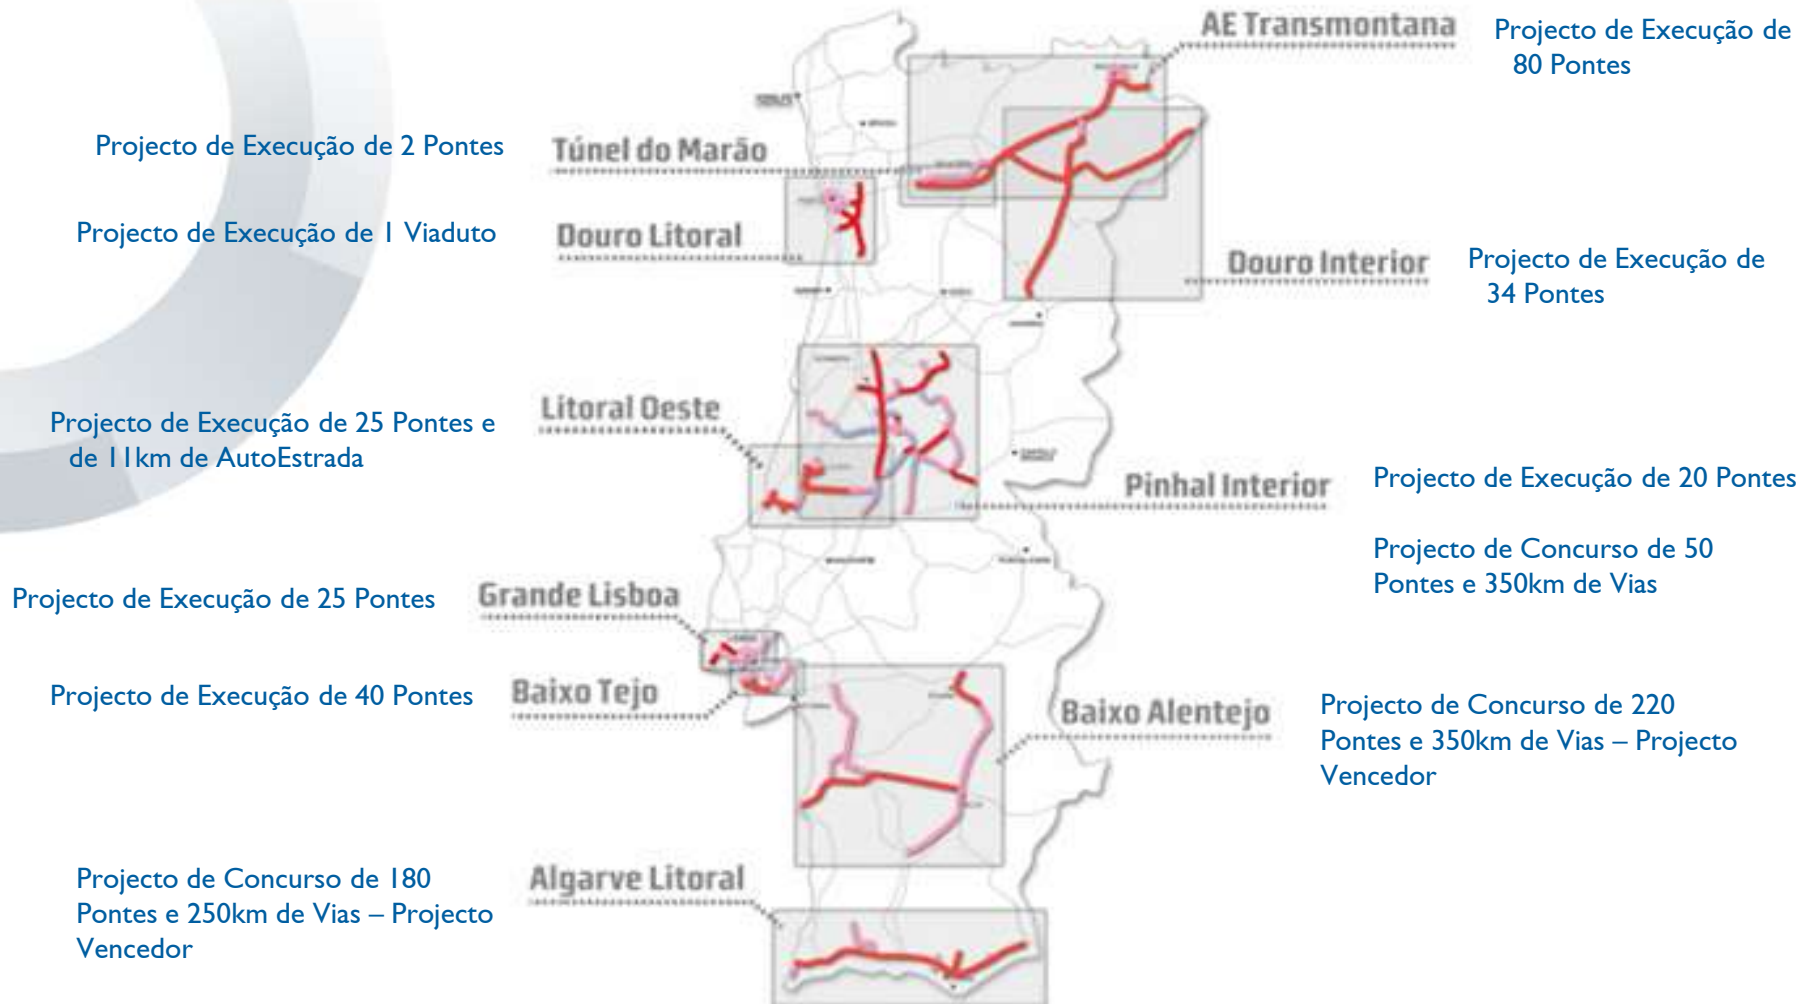 AE Transmontana
Projecto de Execução de
80 Pontes
Projecto de Execução de 2 Pontes
Túnel do Marão
Projecto de Execução de 1 Viaduto
Douro Litoral
Douro Interior
Projecto de Execução de
34 Pontes
Litoral Oeste
Projecto de Execução de 25 Pontes e
de 11km de AutoEstrada
Pinhal Interior
Projecto de Execução de 20 Pontes
Projecto de Concurso de 50
Pontes e 350km de Vias
Projecto de Execução de 25 Pontes
Grande Lisboa
Projecto de Execução de 40 Pontes
Baixo Tejo
Baixo Alentejo
Projecto de Concurso de 220
Pontes e 350km de Vias – Projecto
Vencedor
Algarve Litoral
Projecto de Concurso de 180
Pontes e 250km de Vias – Projecto
Vencedor